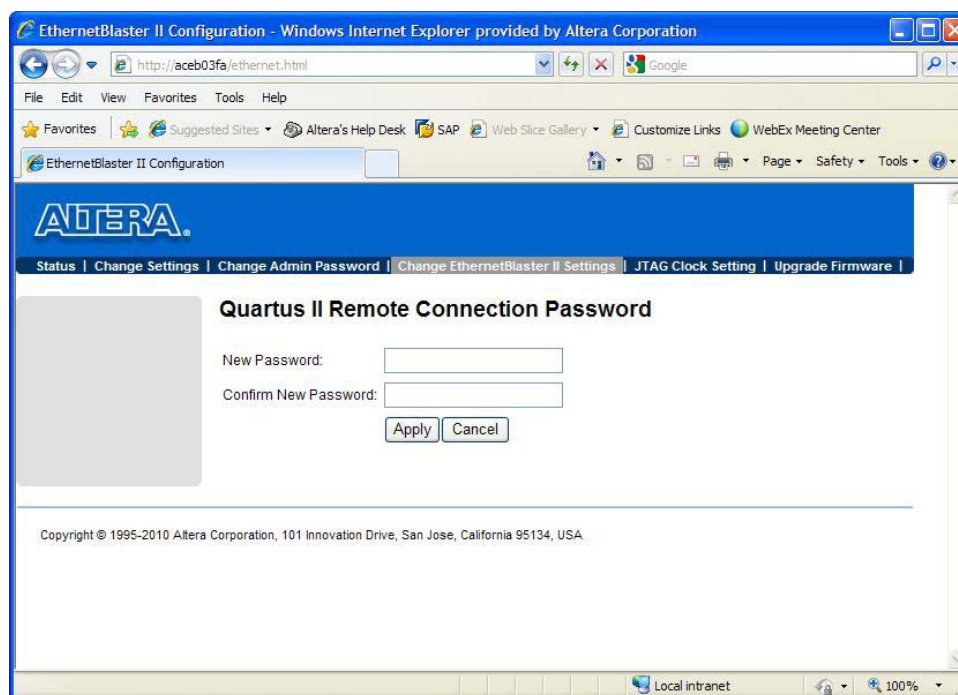 EthernetBlaster II Configuration - Windows Internet Explorer provided by Altera Corporation
http://aceb03fa/ethernet.html
Google
File Edit View Favorites Tools Help
Favorites Suggested Sites Altera's Help Desk SAP Web Slice Gallery Customize Links WebEx Meeting Center
EthernetBlaster II Configuration Page Safety Tools
ALTERA.
Status | Change Settings | Change Admin Password | Change EthernetBlaster II Settings | JTAG Clock Setting | Upgrade Firmware |
Quartus II Remote Connection Password
New Password:
Confirm New Password:
Apply Cancel
Copyright © 1995-2010 Altera Corporation, 101 Innovation Drive, San Jose, California 95134, USA
Local intranet 100%